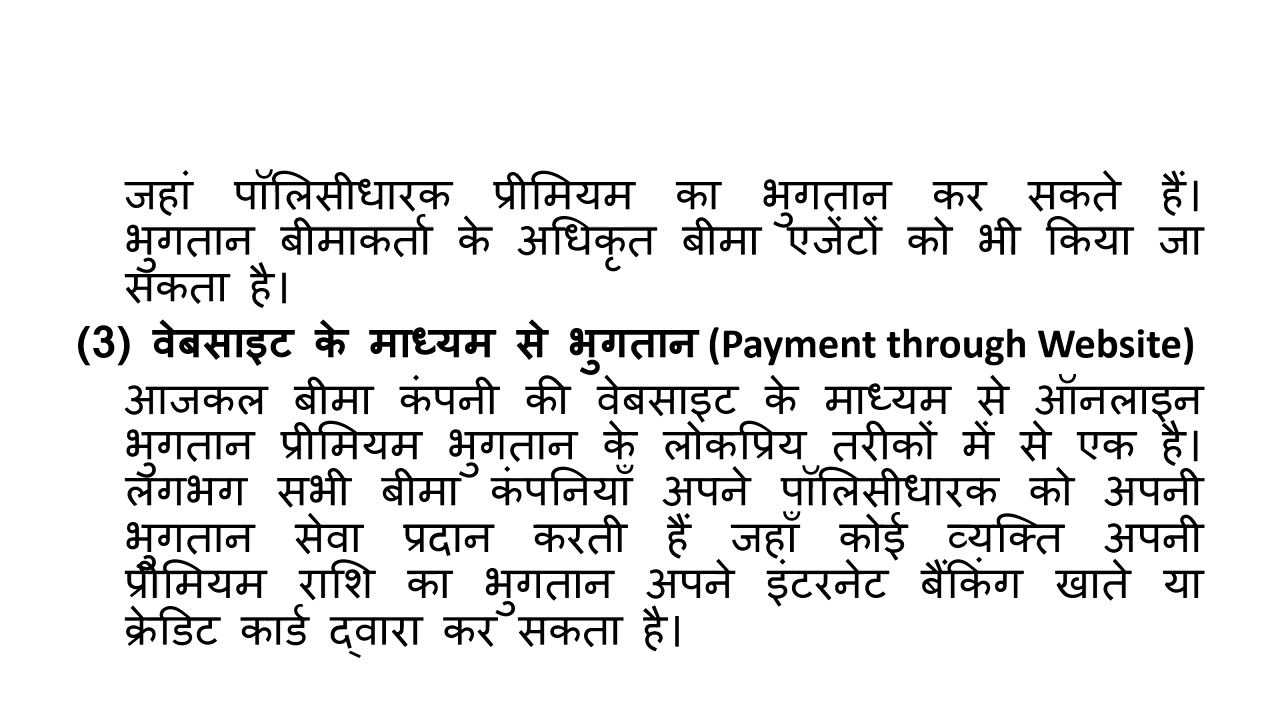 जहां पॉलिसीधारक प्रीमियम का भुगतान कर सकते हैं।
भुगतान बीमाकर्ता के अधिकृत बीमा एजेंटों को भी किया जा
सकता है।
(3) वेबसाइट के माध्यम से भुगतान (Payment through Website)
आजकल बीमा कंपनी की वेबसाइट के माध्यम से ऑनलाइन
भुगतान प्रीमियम भुगतान के लोकप्रिय तरीकों में से एक है।
लगभग सभी बीमा कंपनियाँ अपने पॉलिसीधारक को अपनी
भुगतान सेवा प्रदान करती हैं जहाँ कोई व्यक्ति अपनी
प्रीमियम राशि का भुगतान अपने इंटरनेट बैंकिंग खाते या
क्रेडिट कार्ड द्वारा कर सकता है।